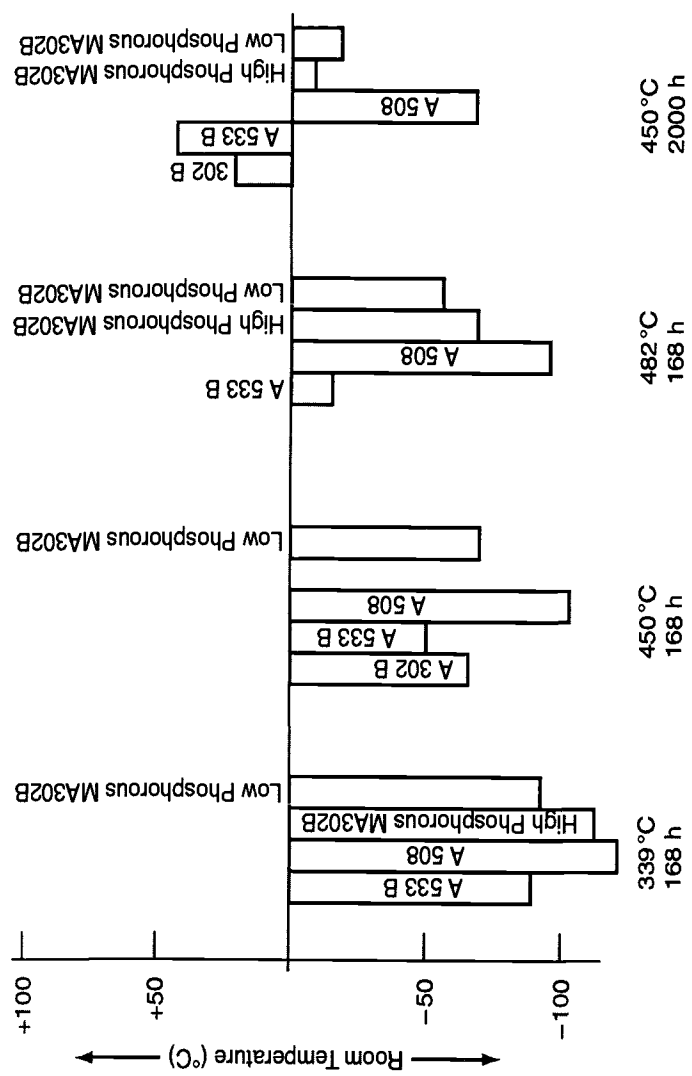 Room Temperature (°C)
+100
+50
-50
-100
A 533 B
A 508
High Phosphorous MA302B
Low Phosphorous MA302B
339 °C
168 h
A 302 B
A 533 B
A 508
Low Phosphorous MA302B
450 °C
168 h
A 533 B
A 508
High Phosphorous MA302B
Low Phosphorous MA302B
482 °C
168 h
302 B
A 533 B
A 508
High Phosphorous MA302B
Low Phosphorous MA302B
450 °C
2000 h